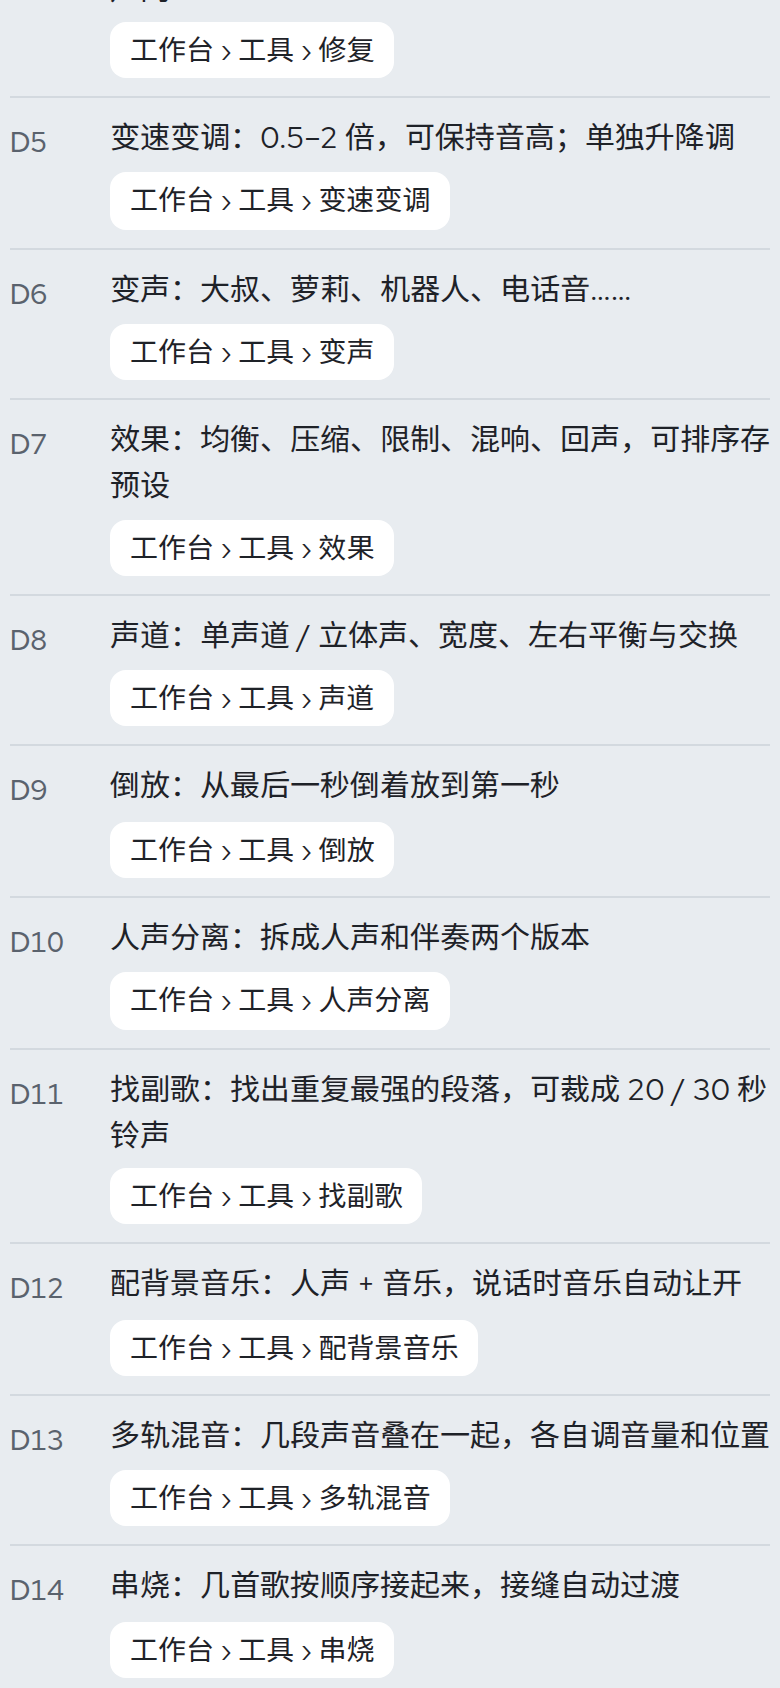 工作台 › 工具 › 修复
D5
变速变调：0.5–2 倍，可保持音高；单独升降调
工作台 › 工具 › 变速变调
D6
变声：大叔、萝莉、机器人、电话音……
工作台 › 工具 › 变声
D7
效果：均衡、压缩、限制、混响、回声，可排序存
预设
工作台 › 工具 › 效果
D8
声道：单声道 / 立体声、宽度、左右平衡与交换
工作台 › 工具 › 声道
D9
倒放：从最后一秒倒着放到第一秒
工作台 › 工具 › 倒放
D10
人声分离：拆成人声和伴奏两个版本
工作台 › 工具 › 人声分离
D11
找副歌：找出重复最强的段落，可裁成 20 / 30 秒
铃声
工作台 › 工具 › 找副歌
D12
配背景音乐：人声 + 音乐，说话时音乐自动让开
工作台 › 工具 › 配背景音乐
D13
多轨混音：几段声音叠在一起，各自调音量和位置
工作台 › 工具 › 多轨混音
D14
串烧：几首歌按顺序接起来，接缝自动过渡
工作台 › 工具 › 串烧